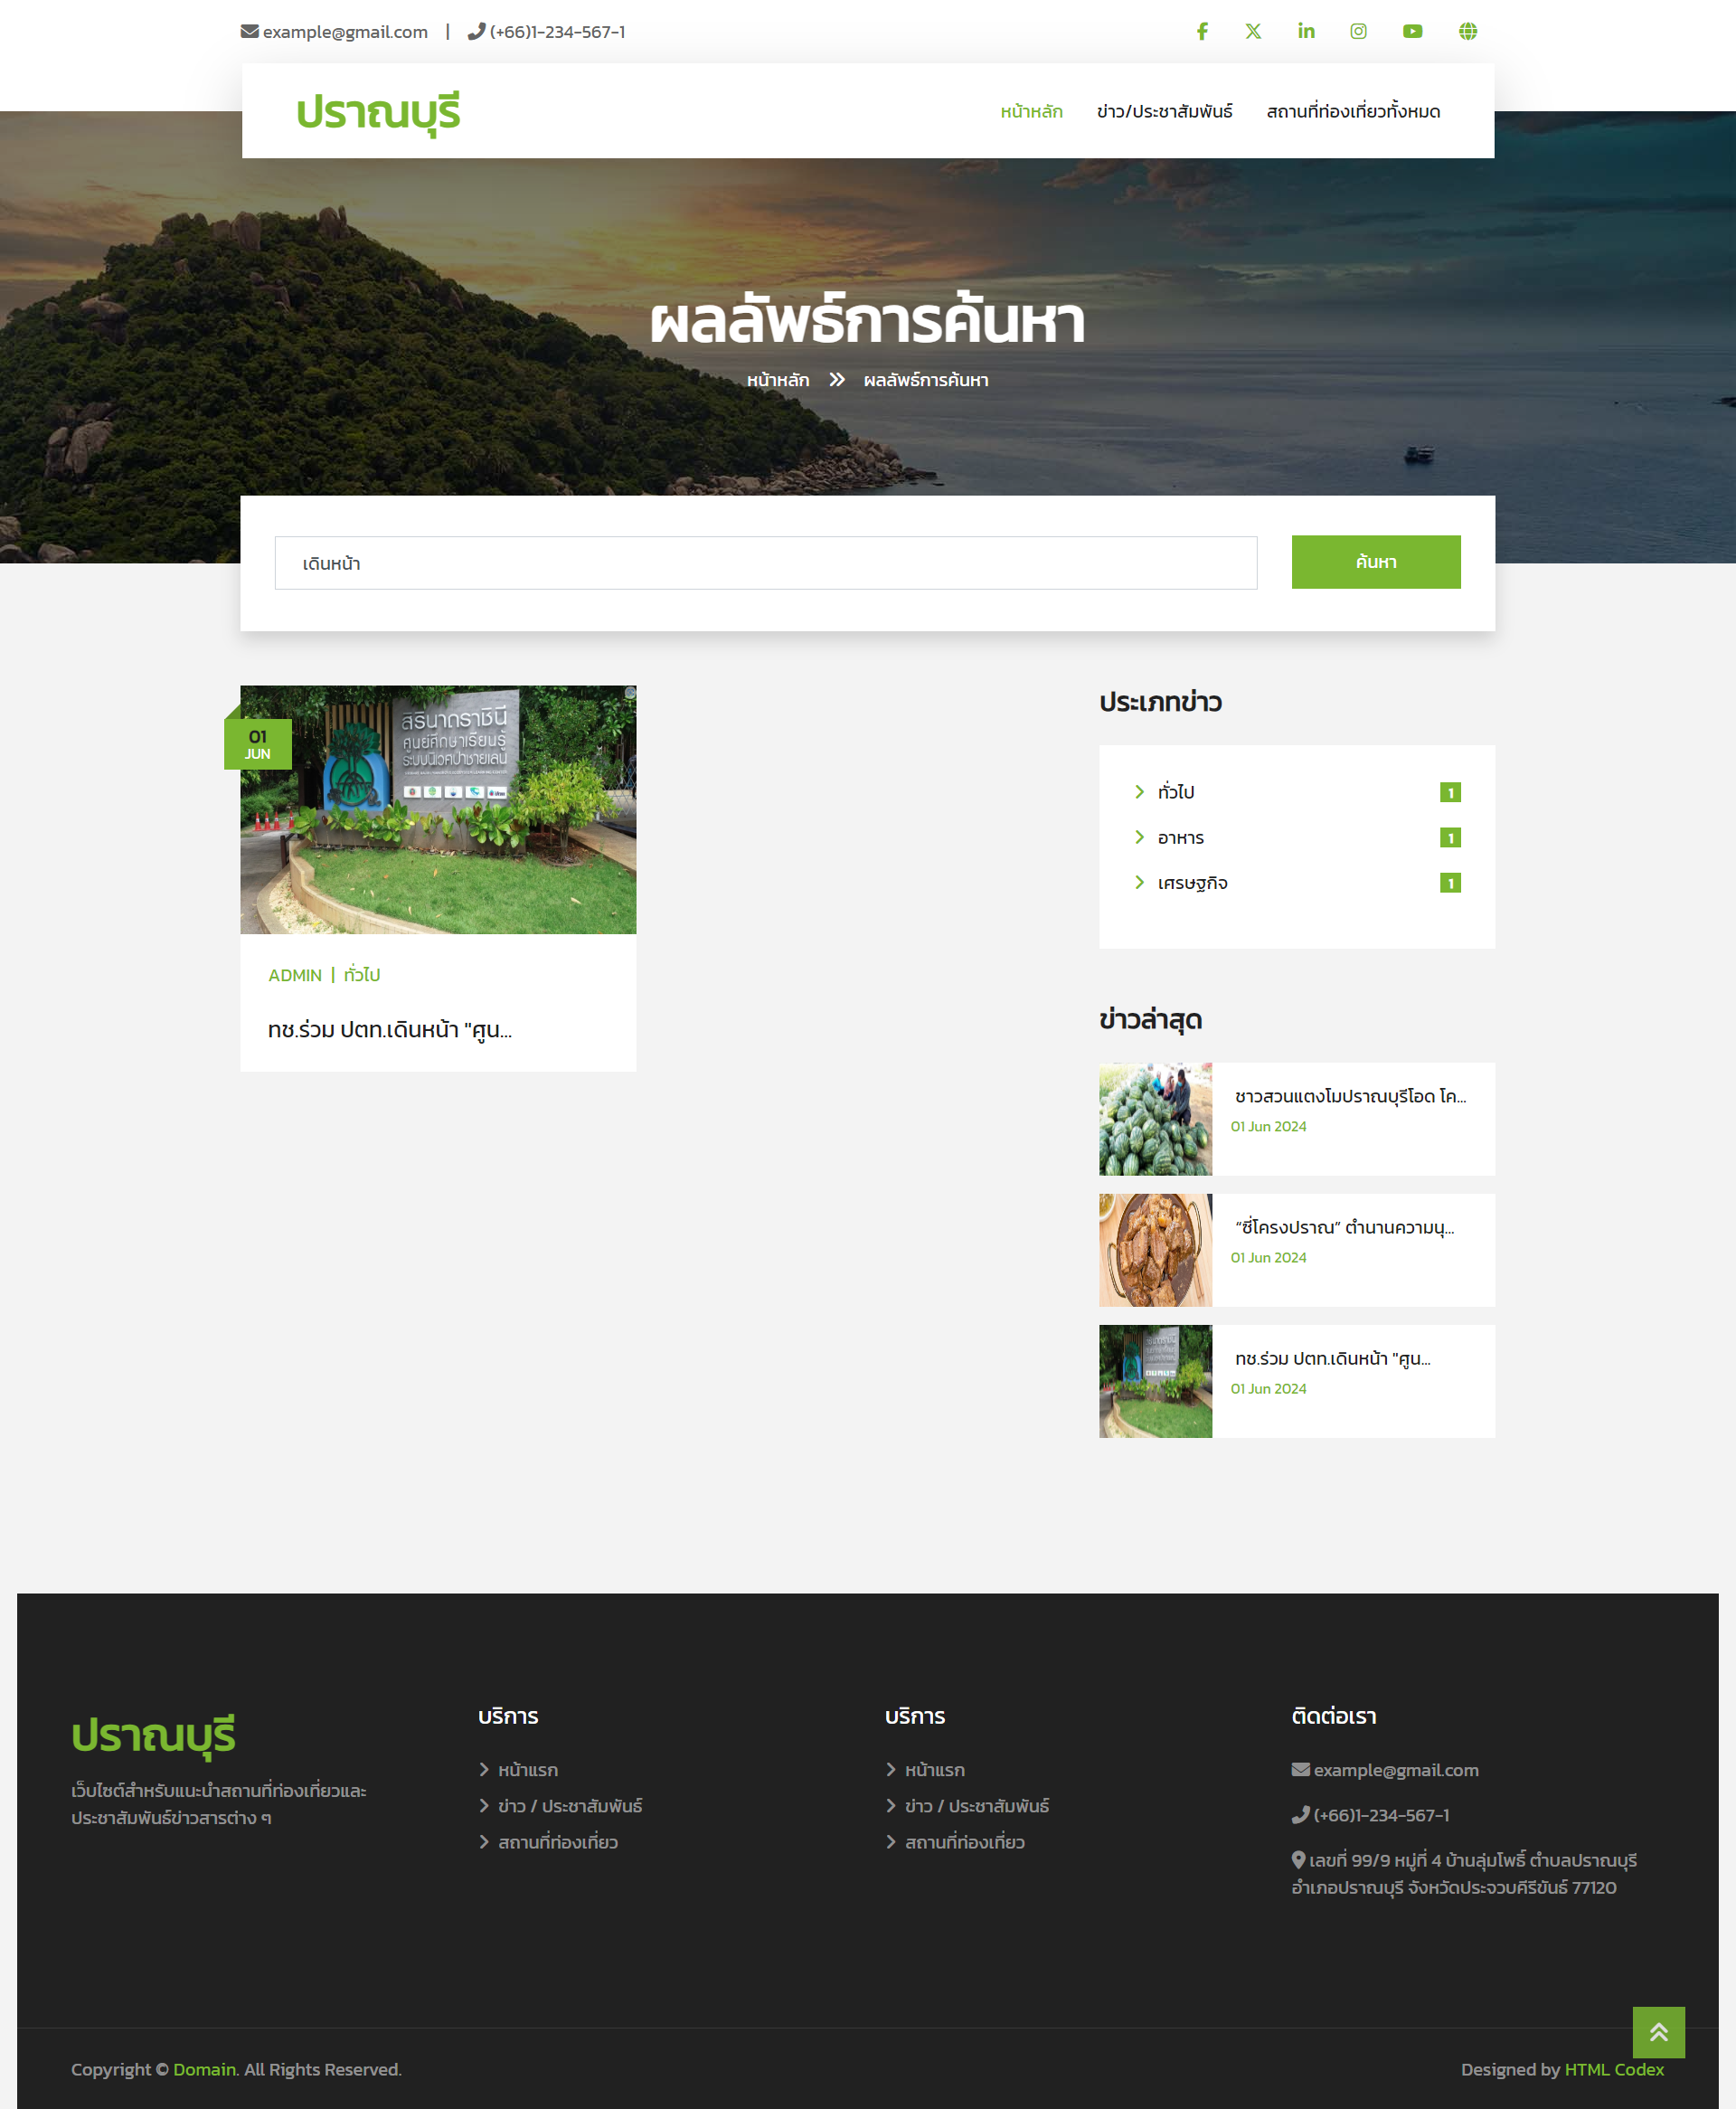 example@gmail.com | (+66)1-234-567-1
ปราณบุรี
หน้าหลัก ข่าว/ประชาสัมพันธ์ สถานที่ท่องเที่ยวทั้งหมด
ผลลัพธ์การค้นหา
หน้าหลัก ผลลัพธ์การค้นหา
เดินหน้า ค้นหา
01
JUN
สิรินาถราชินี
ศูนย์ศึกษาเรียนรู้
ระบบนิเวศป่าชายเลน
ADMIN | ทั่วไป
ทช.ร่วม ปตท.เดินหน้า "ศูน...
ประเภทข่าว
ทั่วไป 1
อาหาร 1
เศรษฐกิจ 1
ข่าวล่าสุด
ชาวสวนแตงโมปราณบุรีโอด โค...
01 Jun 2024
“ซี่โครงปราณ” ตำนานความนุ...
01 Jun 2024
ทช.ร่วม ปตท.เดินหน้า "ศูน...
01 Jun 2024
ปราณบุรี
เว็บไซต์สำหรับแนะนำสถานที่ท่องเที่ยวและ
ประชาสัมพันธ์ข่าวสารต่าง ๆ
บริการ
หน้าแรก
ข่าว / ประชาสัมพันธ์
สถานที่ท่องเที่ยว
บริการ
หน้าแรก
ข่าว / ประชาสัมพันธ์
สถานที่ท่องเที่ยว
ติดต่อเรา
example@gmail.com
(+66)1-234-567-1
เลขที่ 99/9 หมู่ที่ 4 บ้านลุ่มโพธิ์ ตำบลปราณบุรี
อำเภอปราณบุรี จังหวัดประจวบคีรีขันธ์ 77120
Copyright © Domain. All Rights Reserved.
Designed by HTML Codex